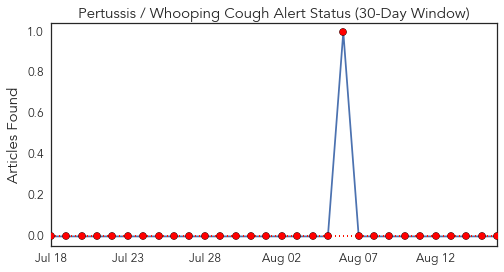 Pertussis / Whooping Cough Alert Status (30-Day Window)
Articles Found
1.0
0.8
0.6
0.4
0.2
0.0
Jul 18
Jul 23
Jul 28
Aug 02
Aug 07
Aug 12